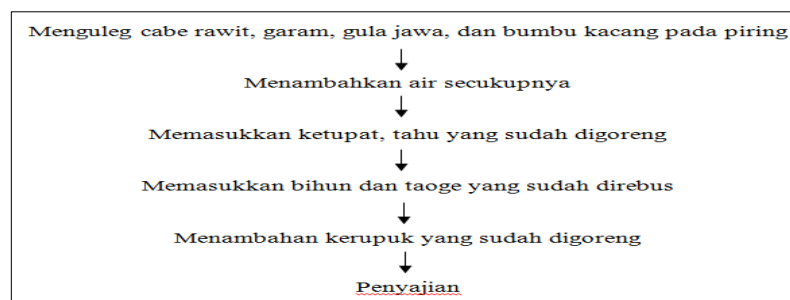 Menguleg cabe rawit, garam, gula jawa, dan bumbu kacang pada piring
Menambahkan air secukupnya
Memasukkan ketupat, tahu yang sudah digoreng
Memasukkan bihun dan taoge yang sudah direbus
Menambahan kerupuk yang sudah digoreng
Penyajian